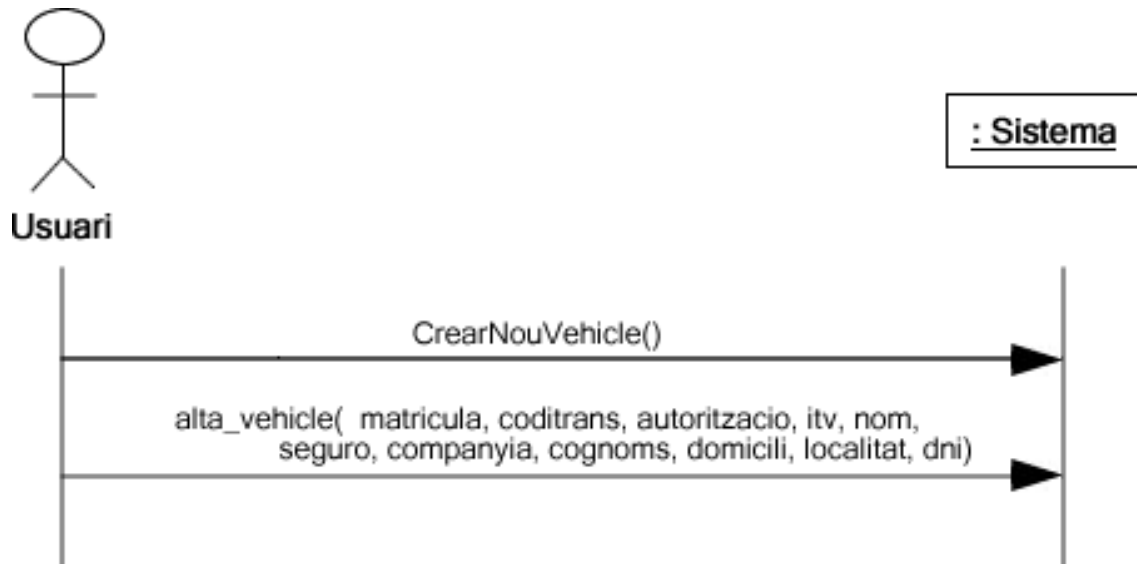 : Sistema
Usuari
CrearNouVehicle()
alta_vehicle( matricula, coditrans, autoritzacio, itv, nom,
seguro, companyia, cognoms, domicili, localitat, dni)